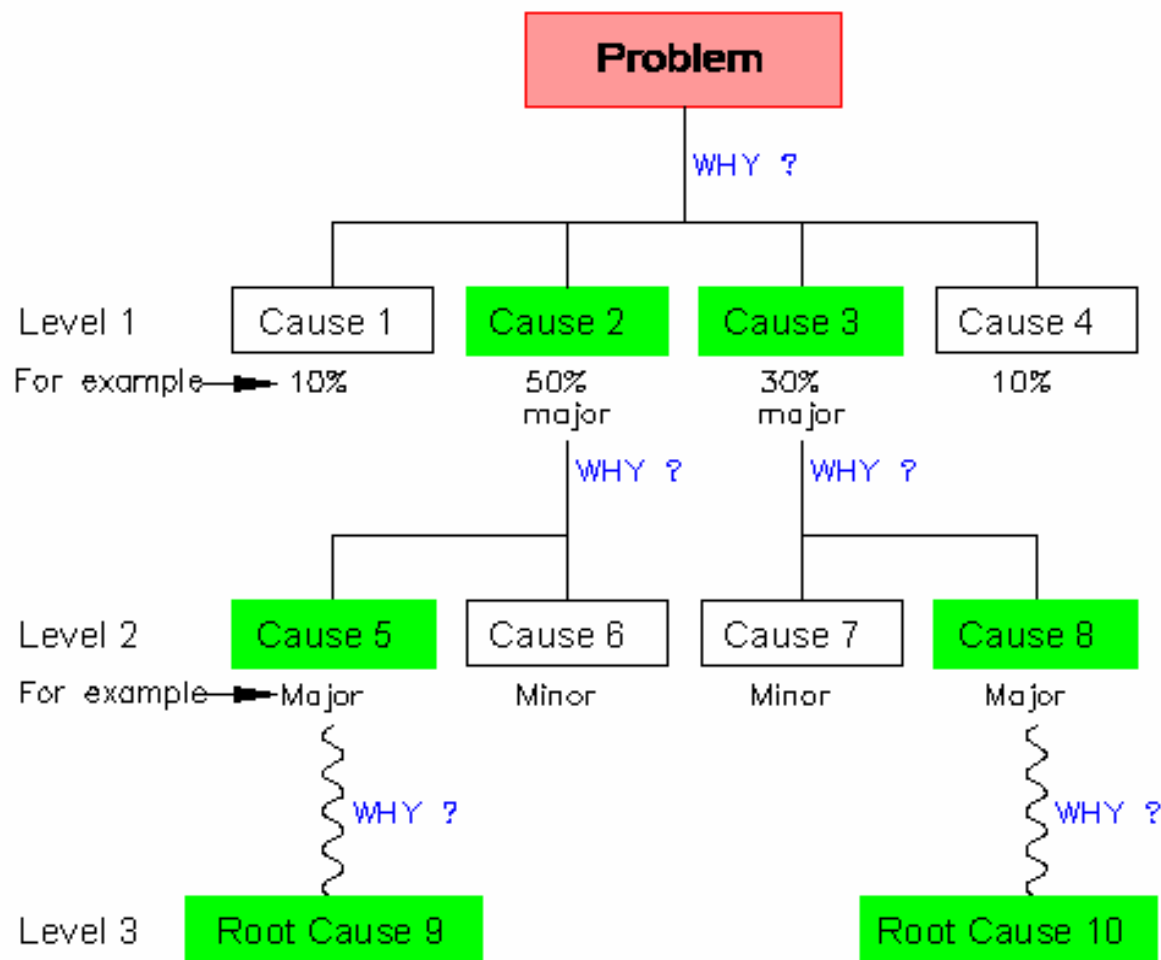 Problem
WHY ?
Level 1 Cause 1 Cause 2 Cause 3 Cause 4
For example 10% 50% 30% 10%
major major
WHY ? WHY ?
Level 2 Cause 5 Cause 6 Cause 7 Cause 8
For example Major Minor Minor Major
WHY ? WHY ?
Level 3 Root Cause 9 Root Cause 10